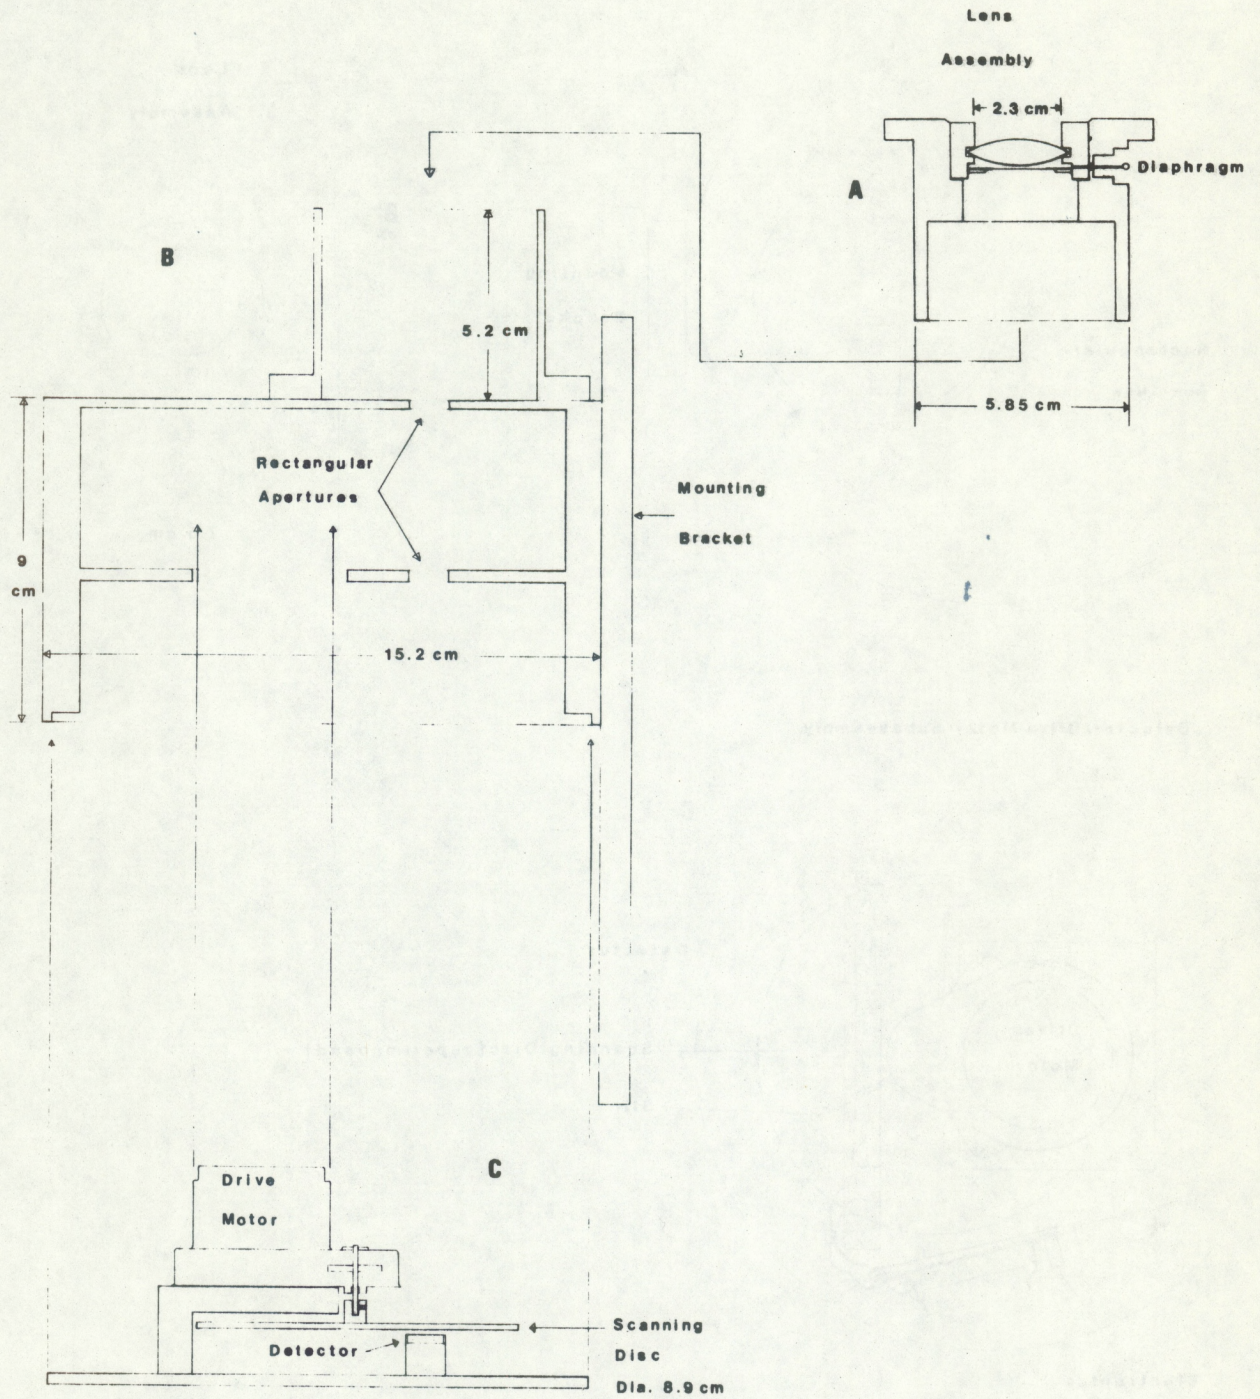 Lens
Assembly
2.3 cm
Diaphragm
A
B
5.2 cm
5.85 cm
Rectangular
Apertures
Mounting
Bracket
9
cm
15.2 cm
C
Drive
Motor
Scanning
Detector
Disc
Dia. 8.9 cm